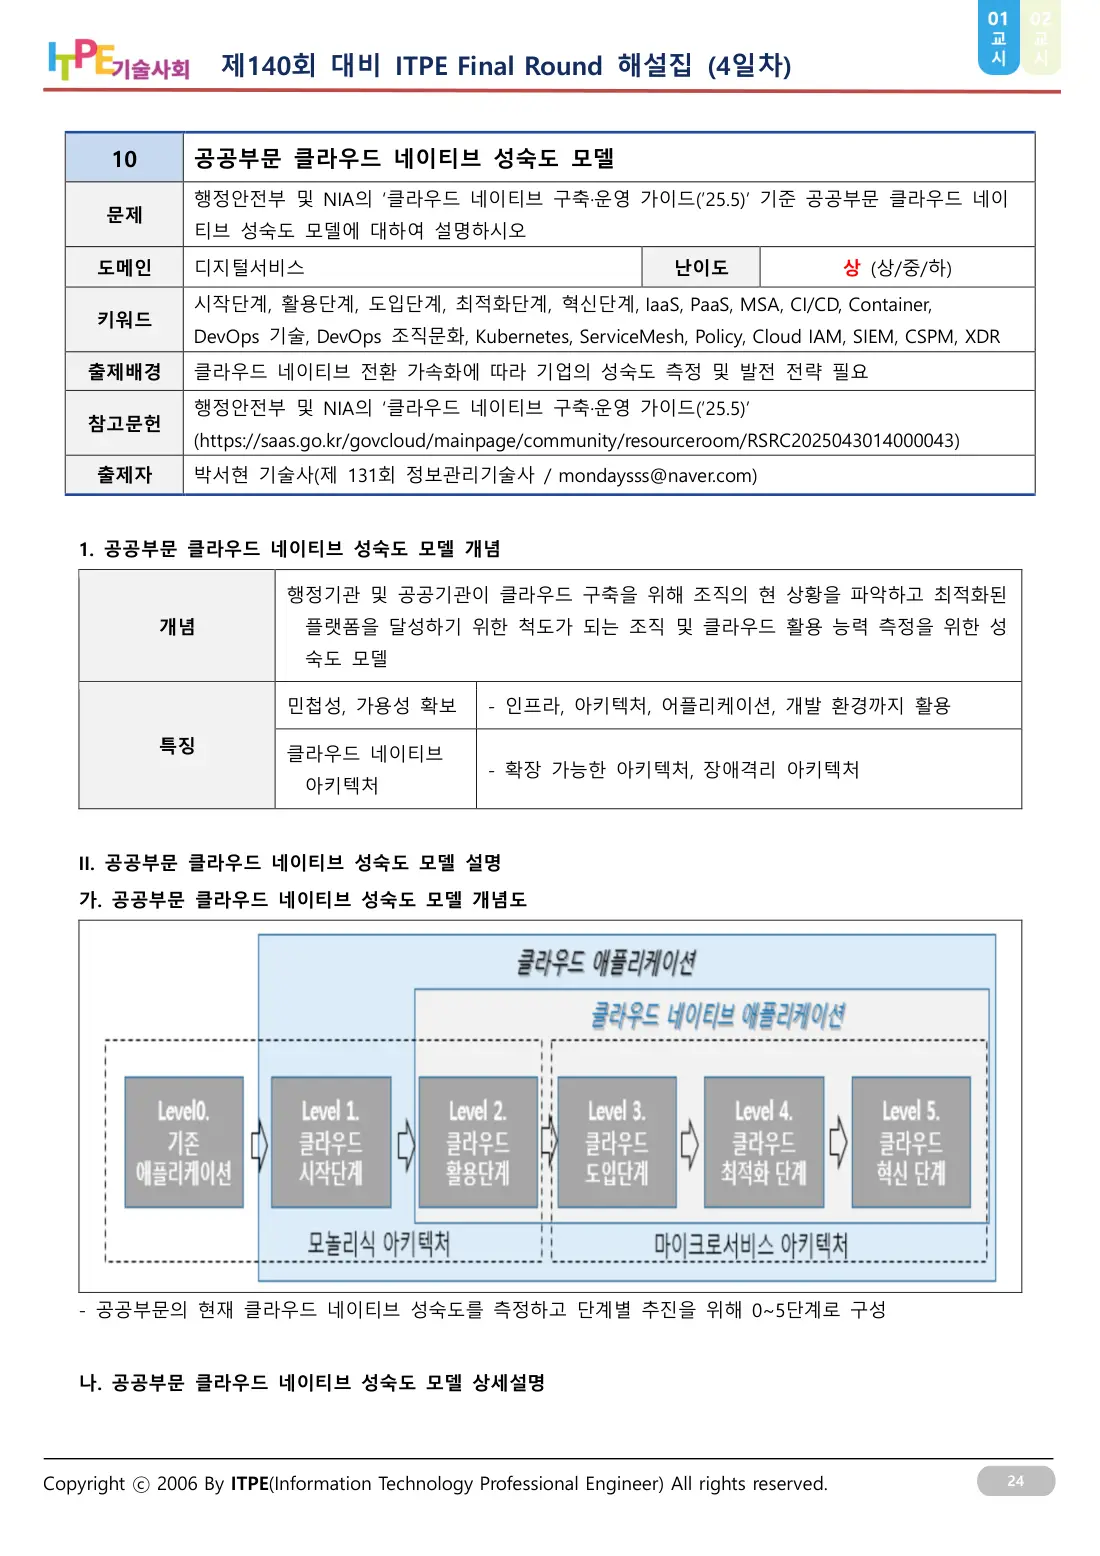 01
교
시
02
교
시
ITPE기술사회 제140회 대비 ITPE Final Round 해설집 (4일차)
10 공공부문 클라우드 네이티브 성숙도 모델
문제 행정안전부 및 NIA의 ‘클라우드 네이티브 구축·운영 가이드(’25.5)’ 기준 공공부문 클라우드 네이
티브 성숙도 모델에 대하여 설명하시오
도메인 디지털서비스 난이도 상 (상/중/하)
키워드 시작단계, 활용단계, 도입단계, 최적화단계, 혁신단계, IaaS, PaaS, MSA, CI/CD, Container,
DevOps 기술, DevOps 조직문화, Kubernetes, ServiceMesh, Policy, Cloud IAM, SIEM, CSPM, XDR
출제배경 클라우드 네이티브 전환 가속화에 따라 기업의 성숙도 측정 및 발전 전략 필요
참고문헌 행정안전부 및 NIA의 ‘클라우드 네이티브 구축·운영 가이드(’25.5)’
(https://saas.go.kr/govcloud/mainpage/community/resourceroom/RSRC2025043014000043)
출제자 박서현 기술사(제 131회 정보관리기술사 / mondaysss@naver.com)
1. 공공부문 클라우드 네이티브 성숙도 모델 개념
개념 행정기관 및 공공기관이 클라우드 구축을 위해 조직의 현 상황을 파악하고 최적화된
플랫폼을 달성하기 위한 척도가 되는 조직 및 클라우드 활용 능력 측정을 위한 성
숙도 모델
특징 민첩성, 가용성 확보 - 인프라, 아키텍처, 어플리케이션, 개발 환경까지 활용
클라우드 네이티브
아키텍처 - 확장 가능한 아키텍처, 장애격리 아키텍처
II. 공공부문 클라우드 네이티브 성숙도 모델 설명
가. 공공부문 클라우드 네이티브 성숙도 모델 개념도
클라우드 애플리케이션
클라우드 네이티브 애플리케이션
Level0.
기존
애플리케이션
Level 1.
클라우드
시작단계
Level 2.
클라우드
활용단계
Level 3.
클라우드
도입단계
Level 4.
클라우드
최적화 단계
Level 5.
클라우드
혁신 단계
모놀리식 아키텍처
마이크로서비스 아키텍처
- 공공부문의 현재 클라우드 네이티브 성숙도를 측정하고 단계별 추진을 위해 0~5단계로 구성
나. 공공부문 클라우드 네이티브 성숙도 모델 상세설명
Copyright ⓒ 2006 By ITPE(Information Technology Professional Engineer) All rights reserved.
24